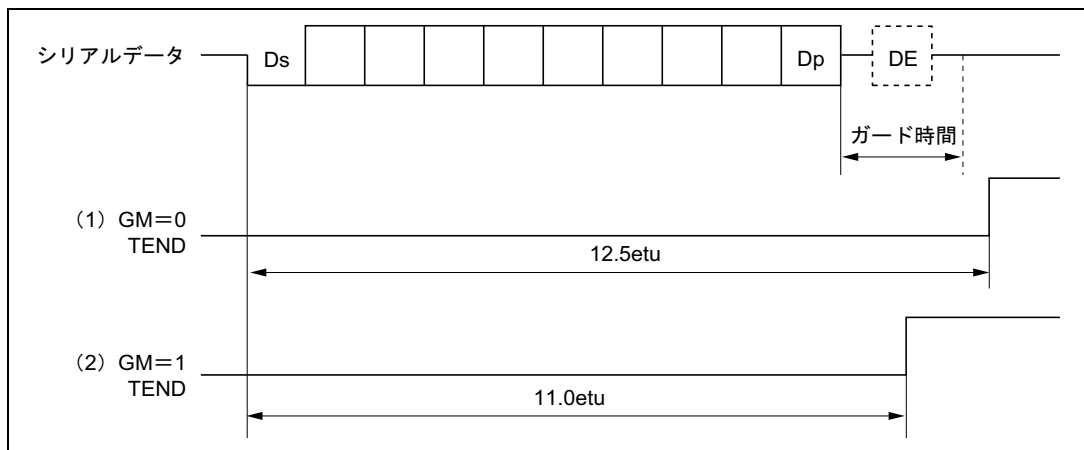 シリアルデータ
Ds
Dp
DE
ガード時間
(1) GM=0
TEND
12.5etu
(2) GM=1
TEND
11.0etu